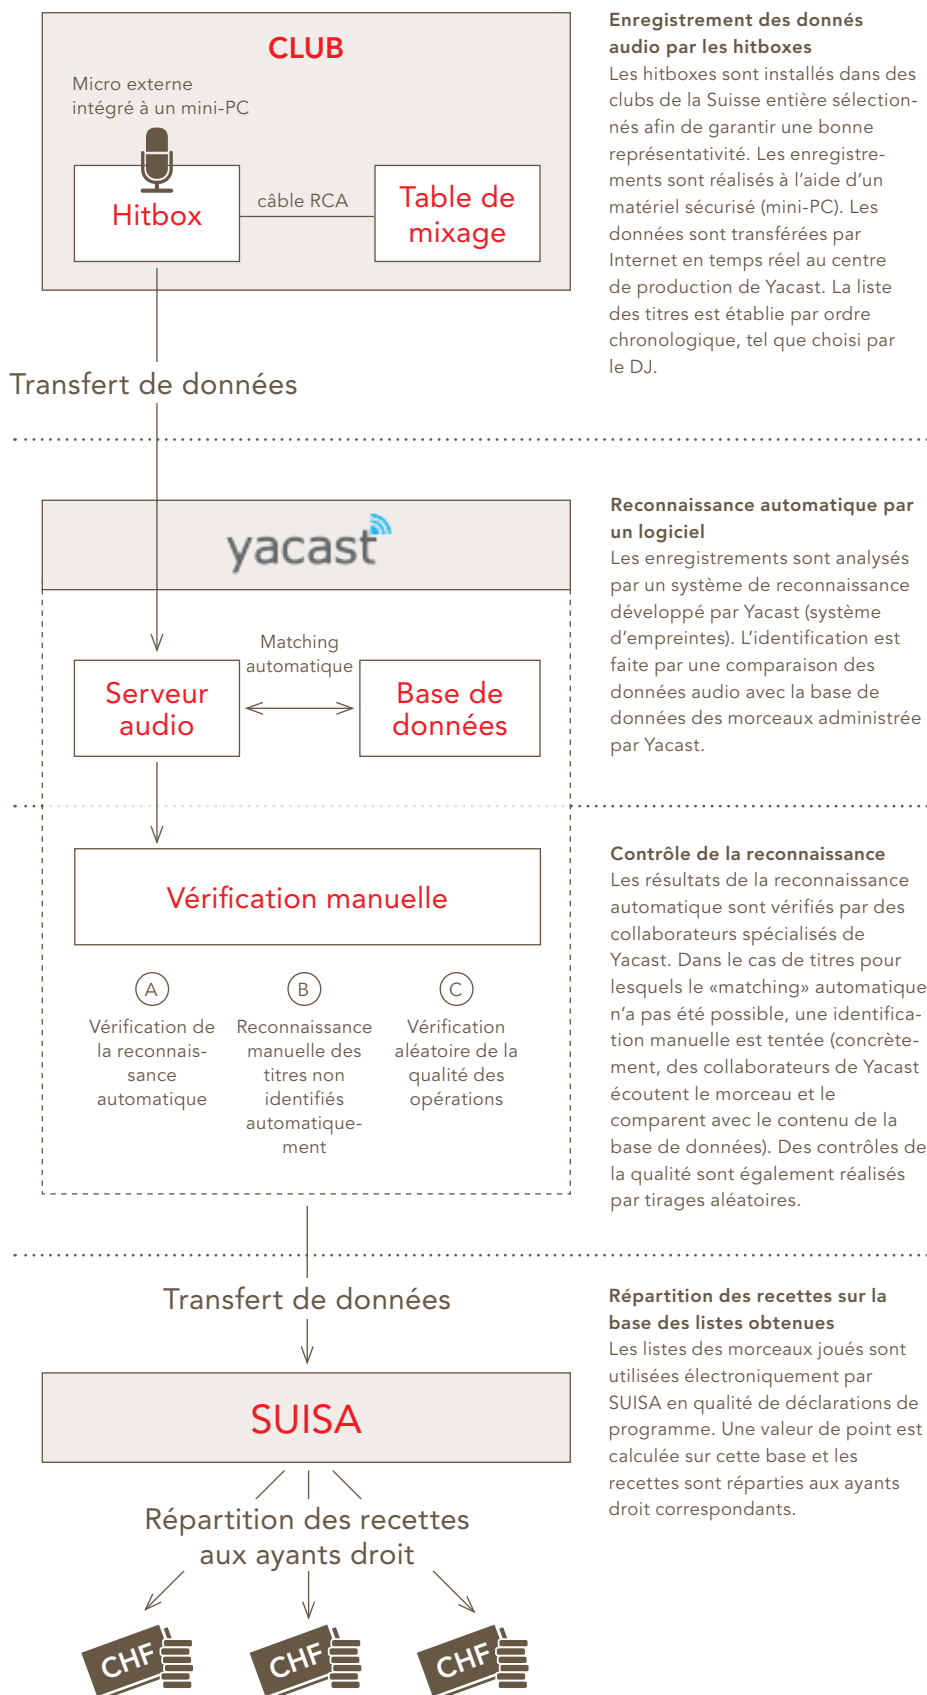 CLUB
Micro externe
intégré à un mini-PC
Hitbox
câble RCA
Table de
mixage
Enregistrement des donnés
audio par les hitboxes
Les hitboxes sont installés dans des
clubs de la Suisse entière sélection-
nés afin de garantir une bonne
représentativité. Les enregistre-
ments sont réalisés à l’aide d’un
matériel sécurisé (mini-PC). Les
données sont transférées par
Internet en temps réel au centre
de production de Yacast. La liste
des titres est établie par ordre
chronologique, tel que choisi par
le DJ.
Transfert de données
yacast
Matching
automatique
Serveur
audio
Base de
données
Reconnaissance automatique par
un logiciel
Les enregistrements sont analysés
par un système de reconnaissance
développé par Yacast (système
d’empreintes). L’identification est
faite par une comparaison des
données audio avec la base de
données des morceaux administrée
par Yacast.
Vérification manuelle
A
Vérification de
la reconnais-
sance
automatique
B
Reconnaissance
manuelle des
titres non
identifiés
automatique-
ment
C
Vérification
aléatoire de la
qualité des
opérations
Contrôle de la reconnaissance
Les résultats de la reconnaissance
automatique sont vérifiés par des
collaborateurs spécialisés de
Yacast. Dans le cas de titres pour
lesquels le «matching» automatique
n’a pas été possible, une identifica-
tion manuelle est tentée (concrète-
ment, des collaborateurs de Yacast
écoutent le morceau et le
comparent avec le contenu de la
base de données). Des contrôles de
la qualité sont également réalisés
par tirages aléatoires.
Transfert de données
SUISA
Répartition des recettes
aux ayants droit
CHF
CHF
CHF
Répartition des recettes sur la
base des listes obtenues
Les listes des morceaux joués sont
utilisées électroniquement par
SUISA en qualité de déclarations de
programme. Une valeur de point est
calculée sur cette base et les
recettes sont réparties aux ayants
droit correspondants.